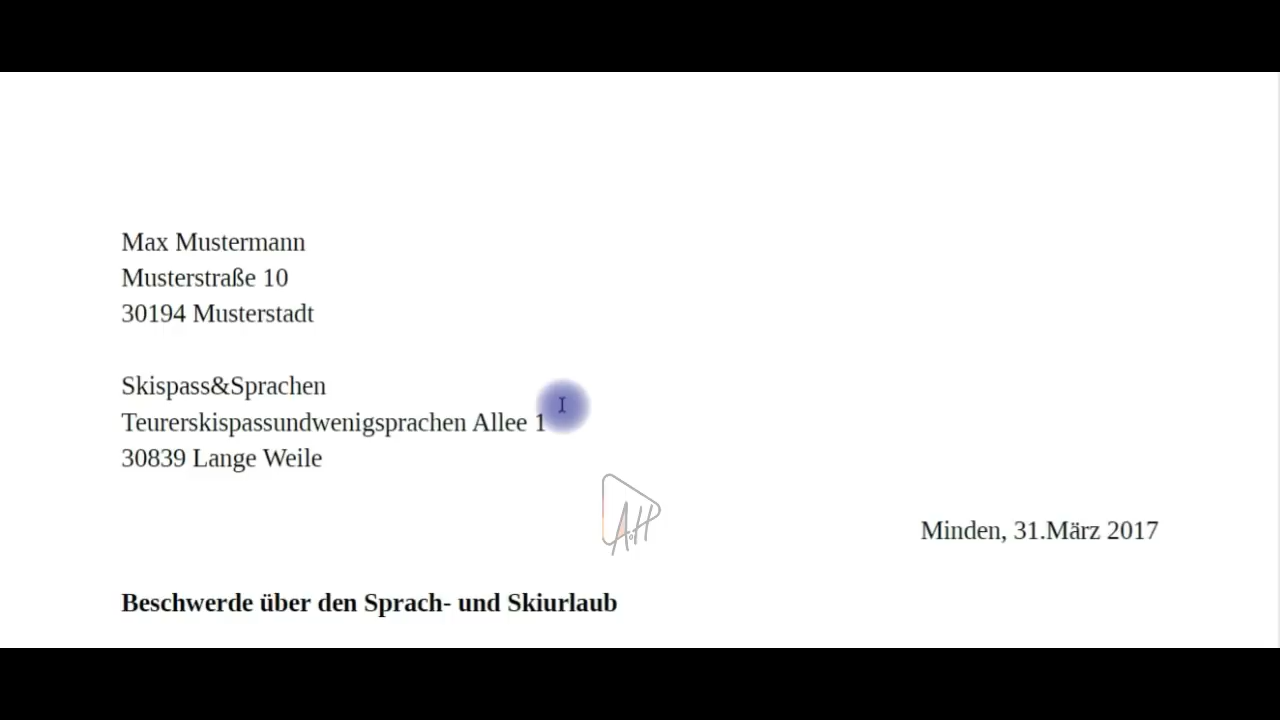 Max Mustermann
Musterstraße 10
30194 Musterstadt
Skispass&Sprachen
Teurerskispassundwenigsprachen Allee 1
30839 Lange Weile
AH
Minden, 31.März 2017
Beschwerde über den Sprach- und Skiurlaub